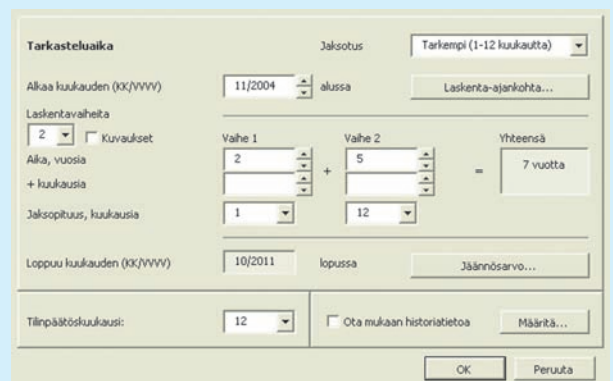 Tarkasteluaika Jaksotus Tarkempi (1-12 kuukautta)
Alkaa kuukauden (KK/VVVV) 11/2004 alussa Laskenta-ajankohta...
Laskentavaiheita
2 Kuvaukset Vaihe 1 Vaihe 2 Yhteensä
Aika, vuosia 2 + 5 = 7 vuotta
+ kuukausia
Jaksopituus, kuukausia 1 12
Loppuu kuukauden (KK/VVVV) 10/2011 lopussa Jäännösarvo...
Tilinpäätöskuukausi: 12 Ota mukaan historiatietoa Määritä...
OK Peruuta